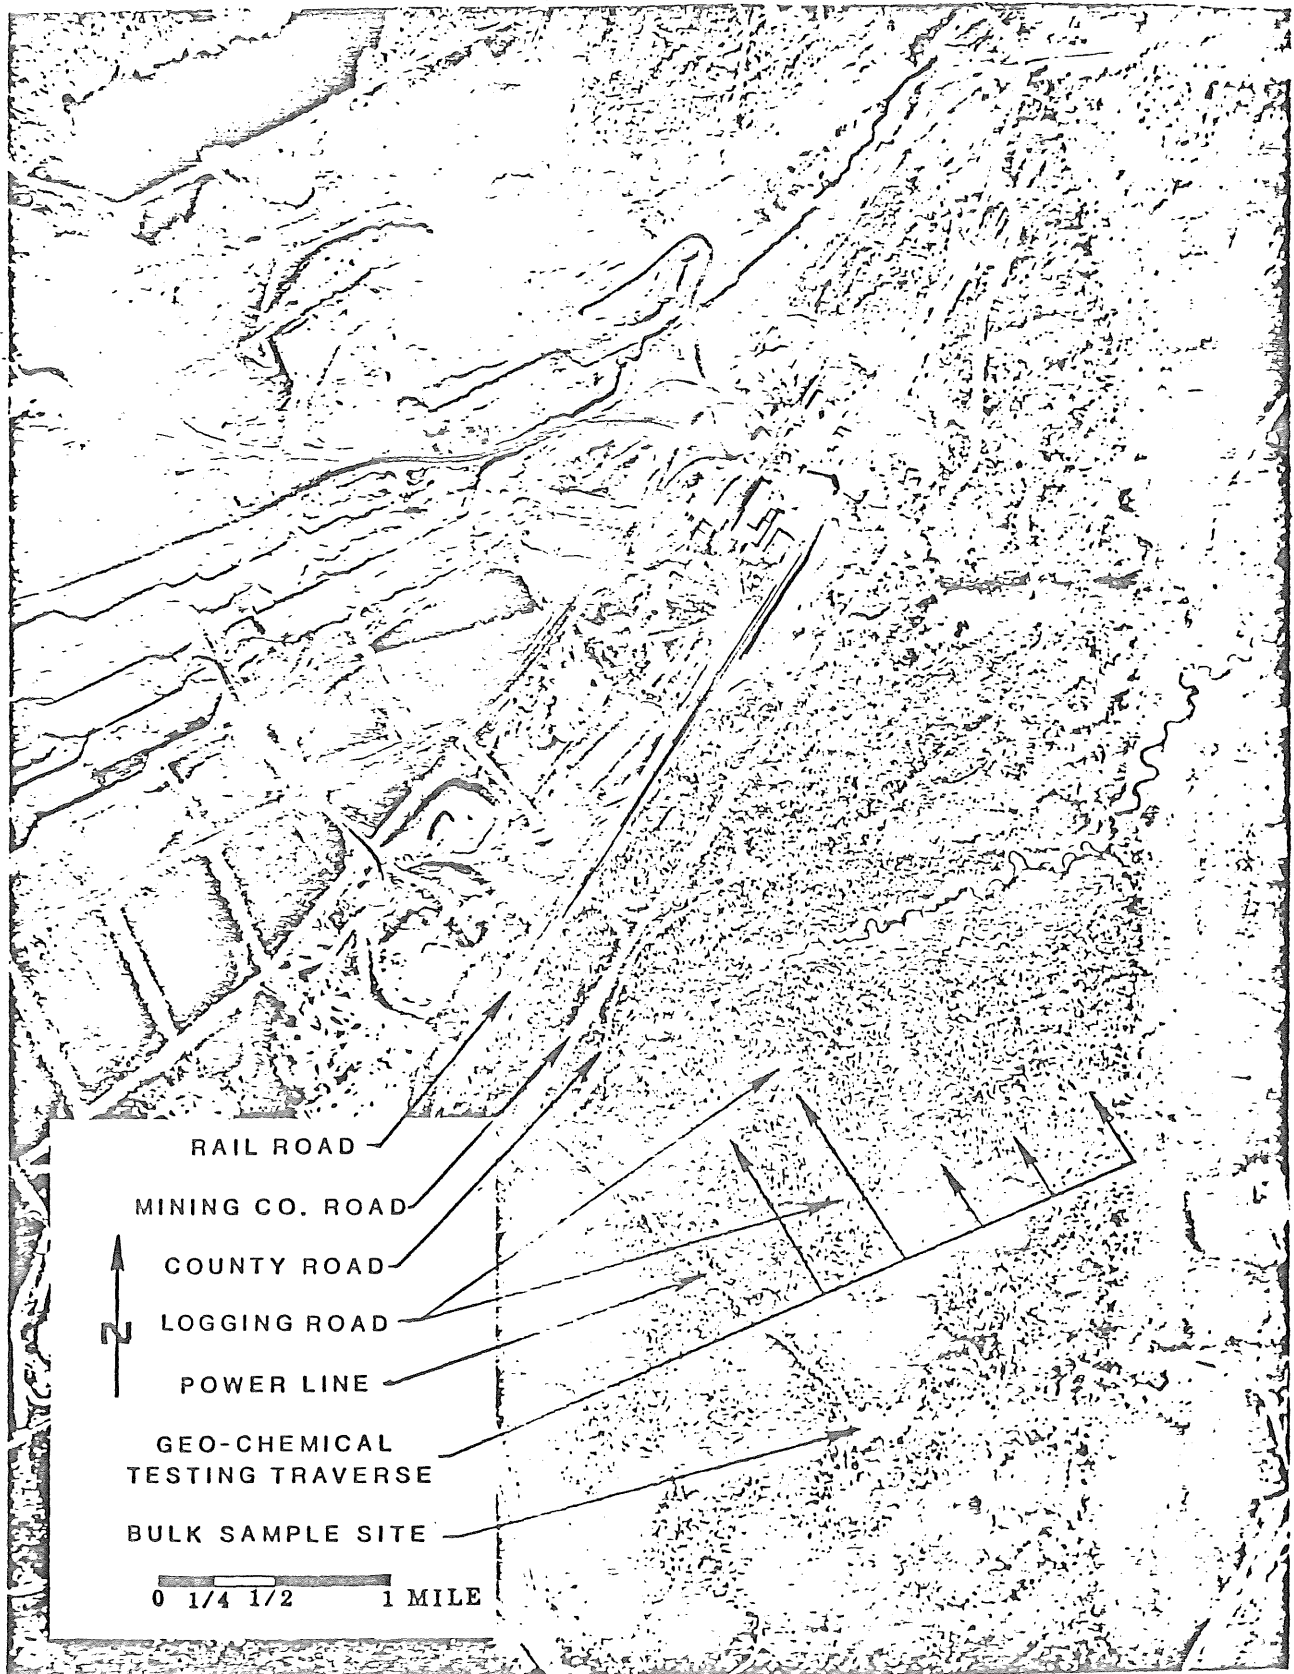 RAIL ROAD
MINING CO. ROAD
COUNTY ROAD
LOGGING ROAD
N
POWER LINE
GEO-CHEMICAL
TESTING TRAVERSE
BULK SAMPLE SITE
0 1/4 1/2 1 MILE